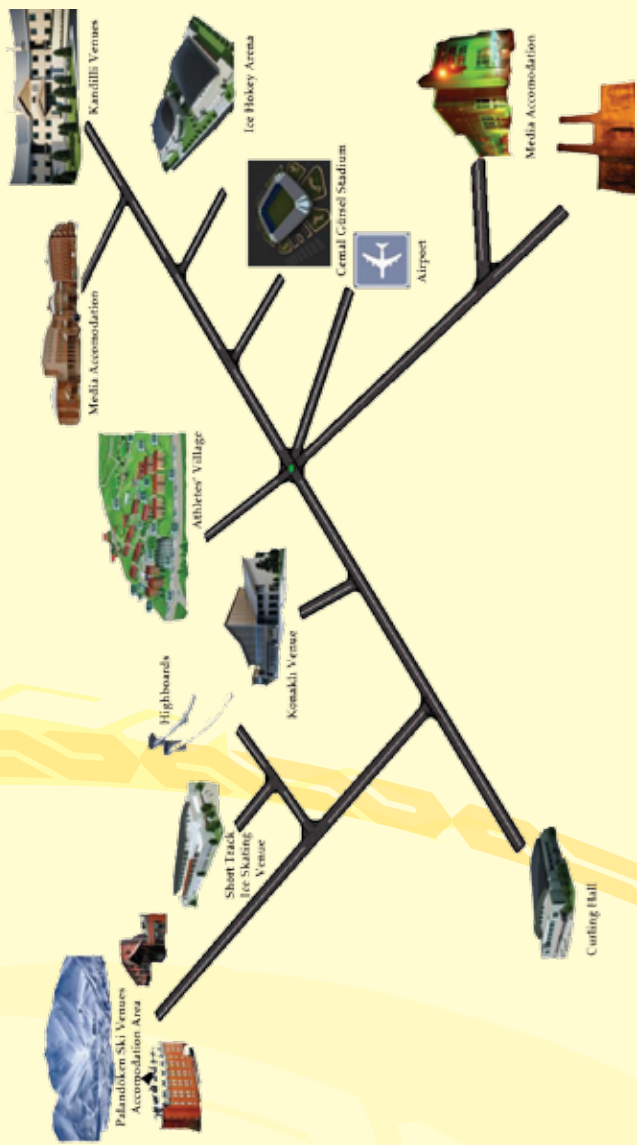 Palandöken Ski Venues
Accomodation Area
Short Track
Ice Skating
Venue
Highboards
Konaklı Venue
Athletes' Village
Media Accomodation
Kandilli Venues
Ice Hokey Arena
Cemal Gürsel Stadium
Airport
Media Accomodation
Curling Hall